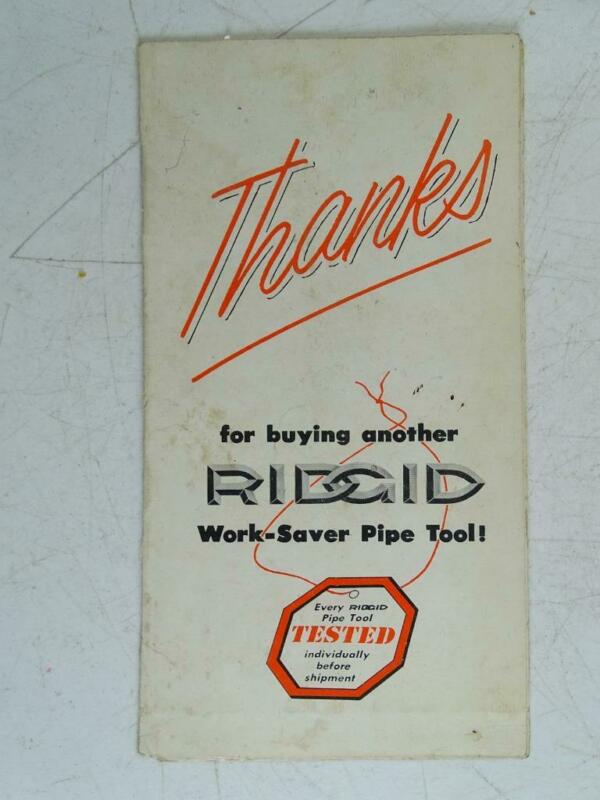 Thanks
for buying another
RIDGID
Work-Saver Pipe Tool!
Every RIDGID
Pipe Tool
TESTED
individually
before
shipment